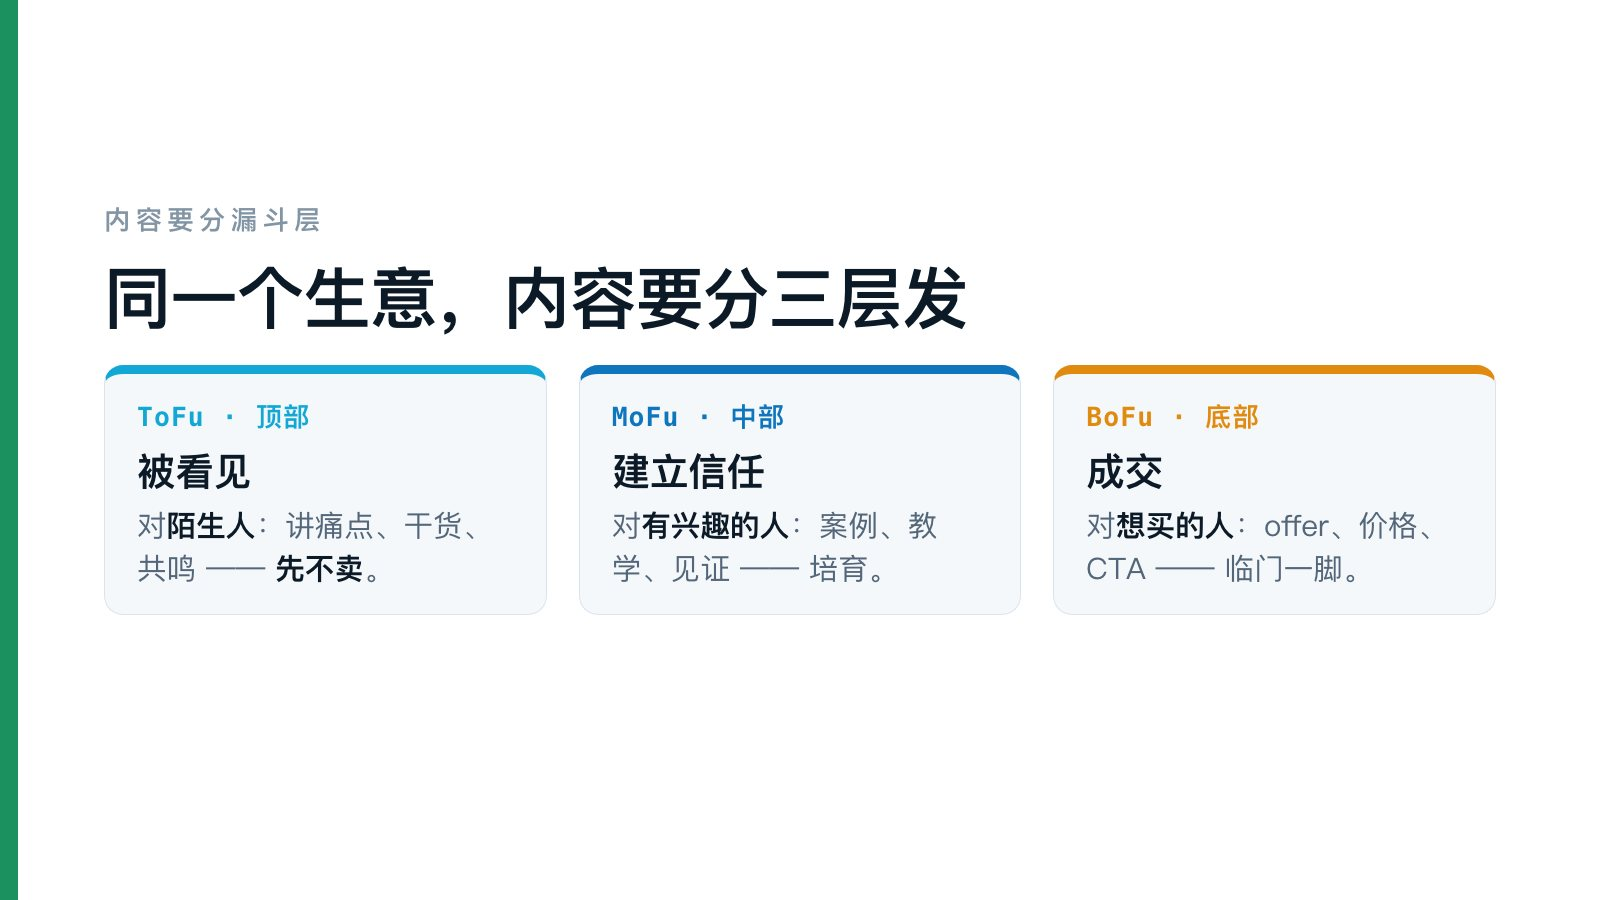 内容要分漏斗层
同一个生意，内容要分三层发
ToFu · 顶部
被看见
对陌生人：讲痛点、干货、
共鸣 —— 先不卖。
MoFu · 中部
建立信任
对有兴趣的人：案例、教
学、见证 —— 培育。
BoFu · 底部
成交
对想买的人：offer、价格、
CTA —— 临门一脚。